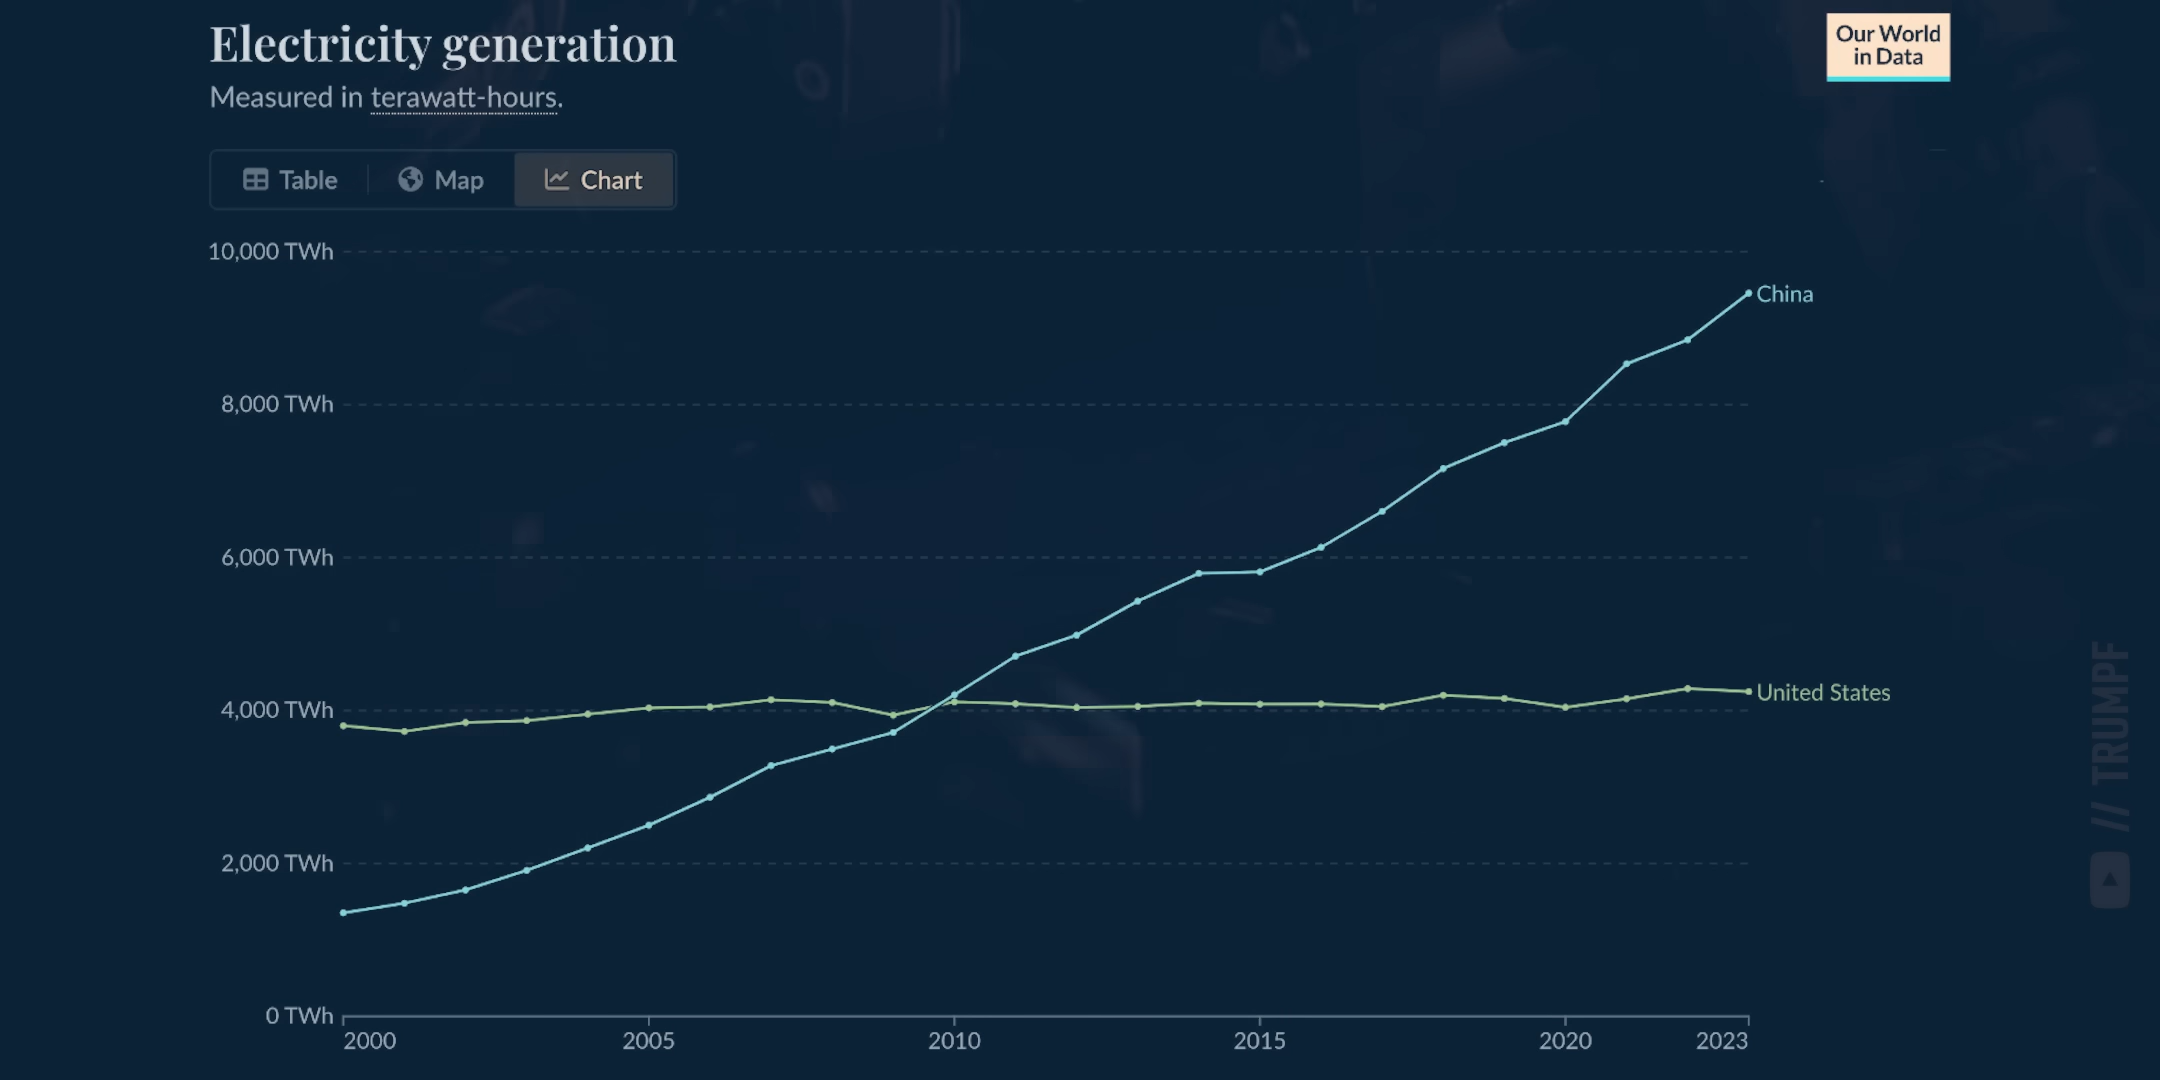 Electricity generation
Measured in terawatt-hours.
Our World
in Data
Table
Map
Chart
10,000 TWh
8,000 TWh
6,000 TWh
4,000 TWh
2,000 TWh
0 TWh
China
United States
2000
2005
2010
2015
2020
2023
// TRUMPF